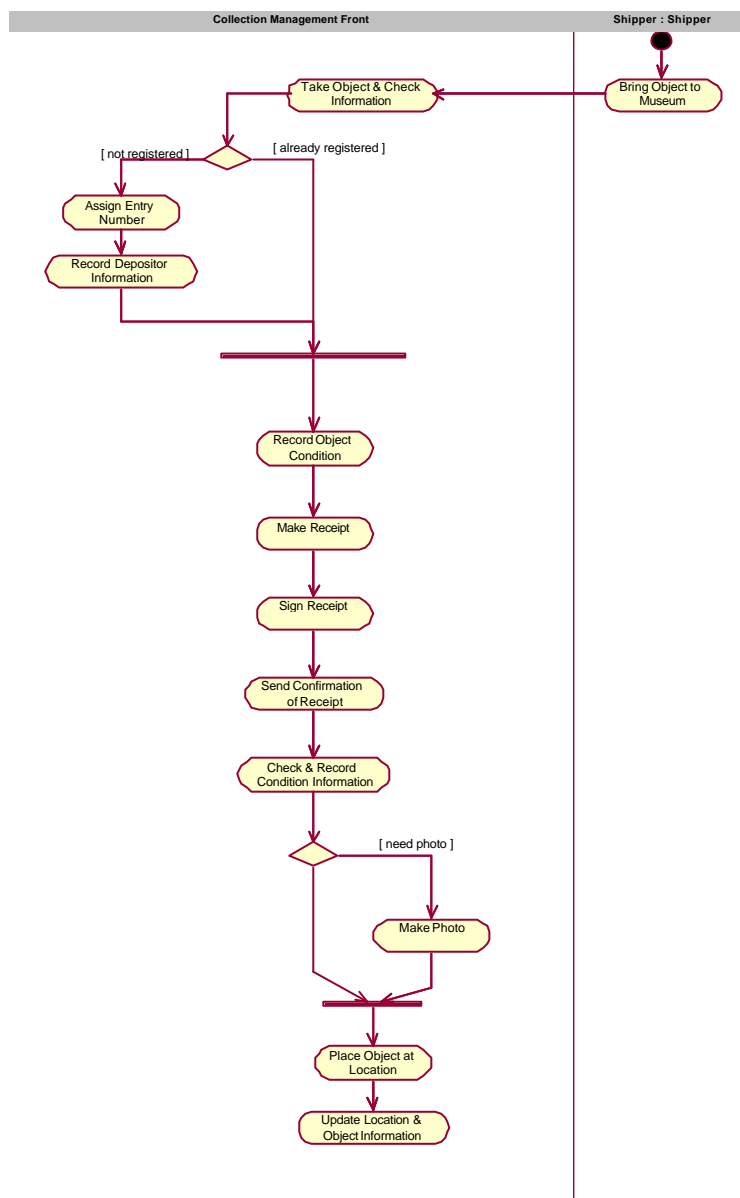 Collection Management Front
Shipper : Shipper
Take Object & Check
Information
Bring Object to
Museum
[ not registered ]
[ already registered ]
Assign Entry
Number
Record Depositor
Information
Record Object
Condition
Make Receipt
Sign Receipt
Send Confirmation
of Receipt
Check & Record
Condition Information
[ need photo ]
Make Photo
Place Object at
Location
Update Location &
Object Information